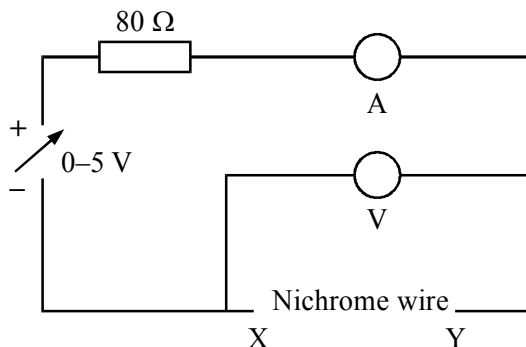 80 Ω
A
+
0–5 V
–
V
Nichrome wire
X Y